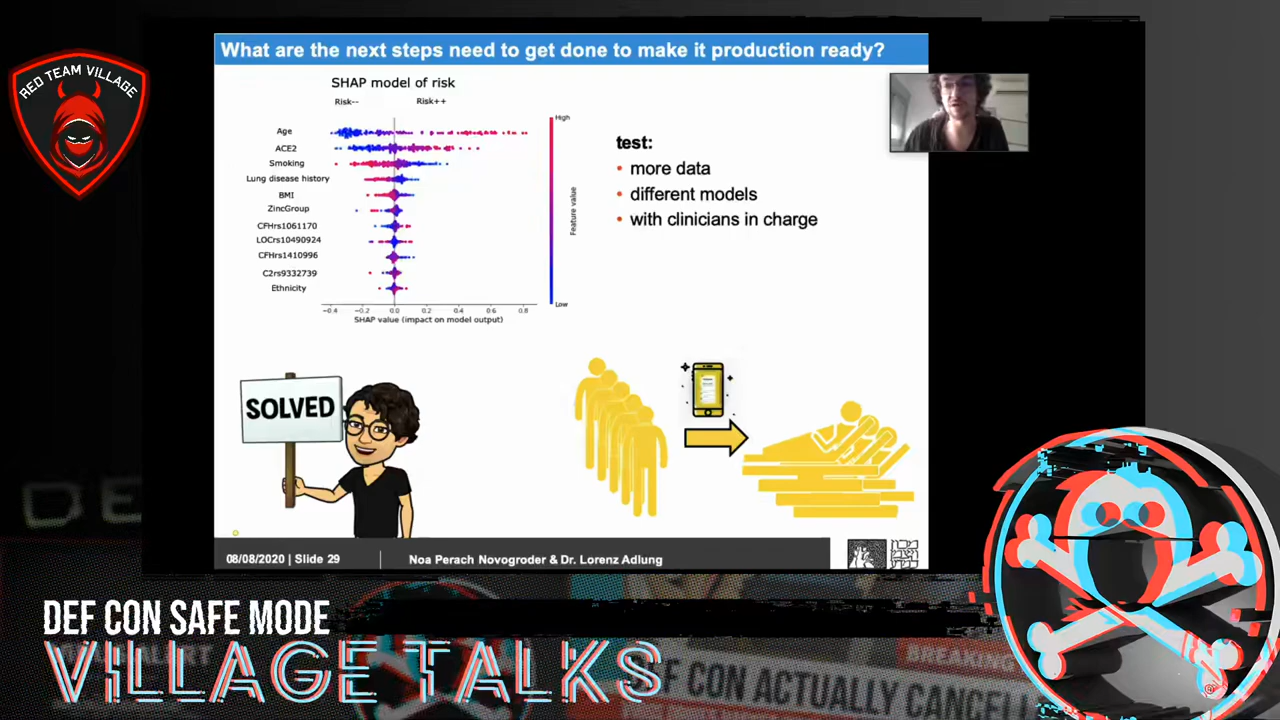 RED TEAM VILLAGE
What are the next steps need to get done to make it production ready?
SHAP model of risk
Risk-- Risk++
Age
ACE2
Smoking
Lung disease history
BMI
ZincGroup
CFHrs1061170
LOCrs10490924
CFHrs1410996
C2rs9332739
Ethnicity
−0.4 −0.2 0.0 0.2 0.4 0.6 0.8
SHAP value (impact on model output)
High
Feature value
Low
test:
• more data
• different models
• with clinicians in charge
SOLVED
08/08/2020 | Slide 29
Noa Perach Novogroder & Dr. Lorenz Adlung
DEF CON SAFE MODE
VILLAGE TALKS
BREAKING
DEF CON ACTUALLY CANCELL